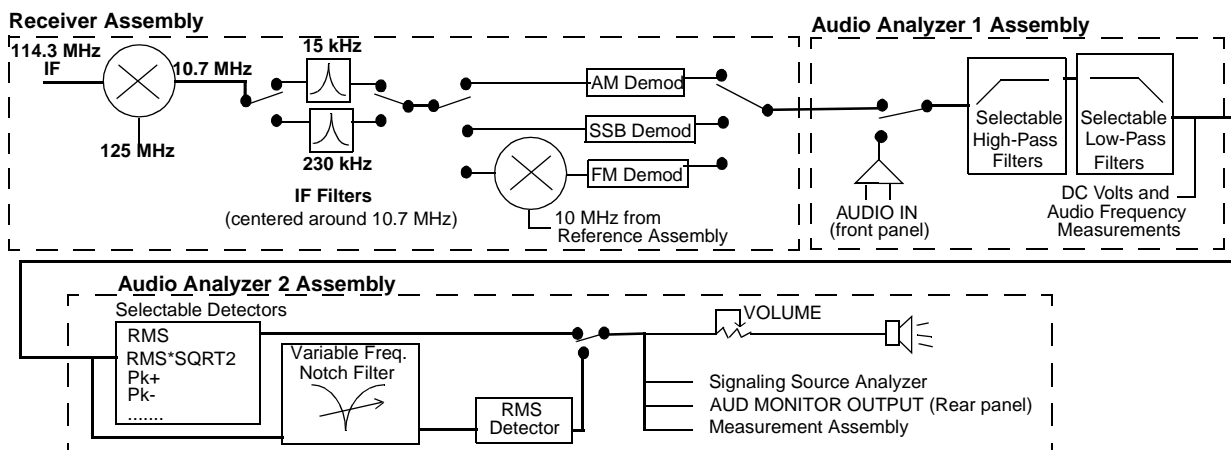 Receiver Assembly
114.3 MHz
IF
10.7 MHz
125 MHz
15 kHz
230 kHz
IF Filters
(centered around 10.7 MHz)
AM Demod
SSB Demod
FM Demod
10 MHz from
Reference Assembly
Audio Analyzer 1 Assembly
AUDIO IN
(front panel)
Selectable
High-Pass
Filters
Selectable
Low-Pass
Filters
DC Volts and
Audio Frequency
Measurements
Audio Analyzer 2 Assembly
Selectable Detectors
RMS
RMS*SQRT2
Pk+
Pk-
.......
Variable Freq.
Notch Filter
RMS
Detector
VOLUME
Signaling Source Analyzer
AUD MONITOR OUTPUT (Rear panel)
Measurement Assembly